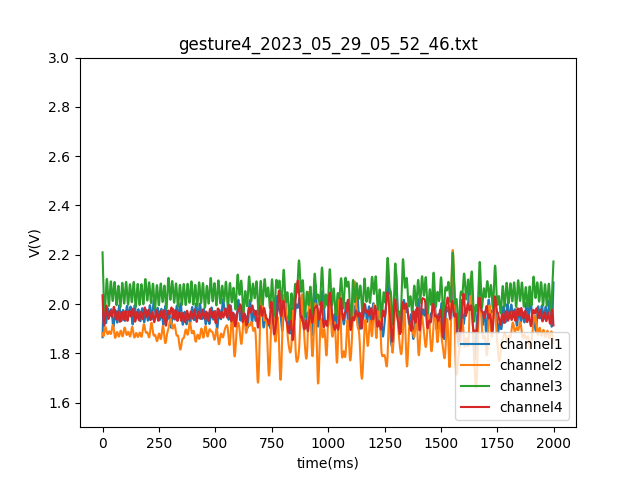 gesture4_2023_05_29_05_52_46.txt
3.0
2.8
2.6
2.4
2.2
2.0
1.8
1.6
V(V)
channel1
channel2
channel3
channel4
0 250 500 750 1000 1250 1500 1750 2000
time(ms)